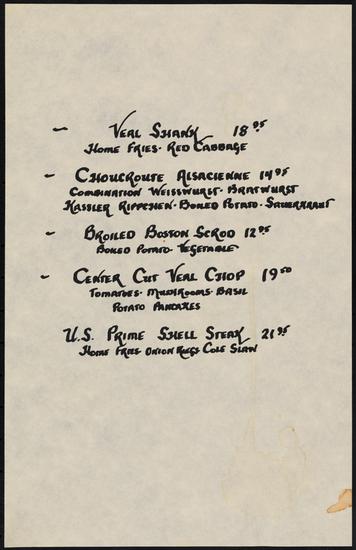 — VEAL SHANK 18.95
HOME FRIES · RED CABBAGE
— CHOUCROUTE ALSACIENNE 14.95
COMBINATION WEISSWURST · BRATWURST
KASSLER RIPPCHEN · BOILED POTATO · SAUERKRAUT
— BROILED BOSTON SCROD 12.95
BOILED POTATO · VEGETABLE
— CENTER CUT VEAL CHOP 19.50
TOMATOES · MUSHROOMS · BASIL
POTATO PANCAKES
U.S. PRIME SHELL STEAK 21.95
HOME FRIES ONION RINGS COLE SLAW